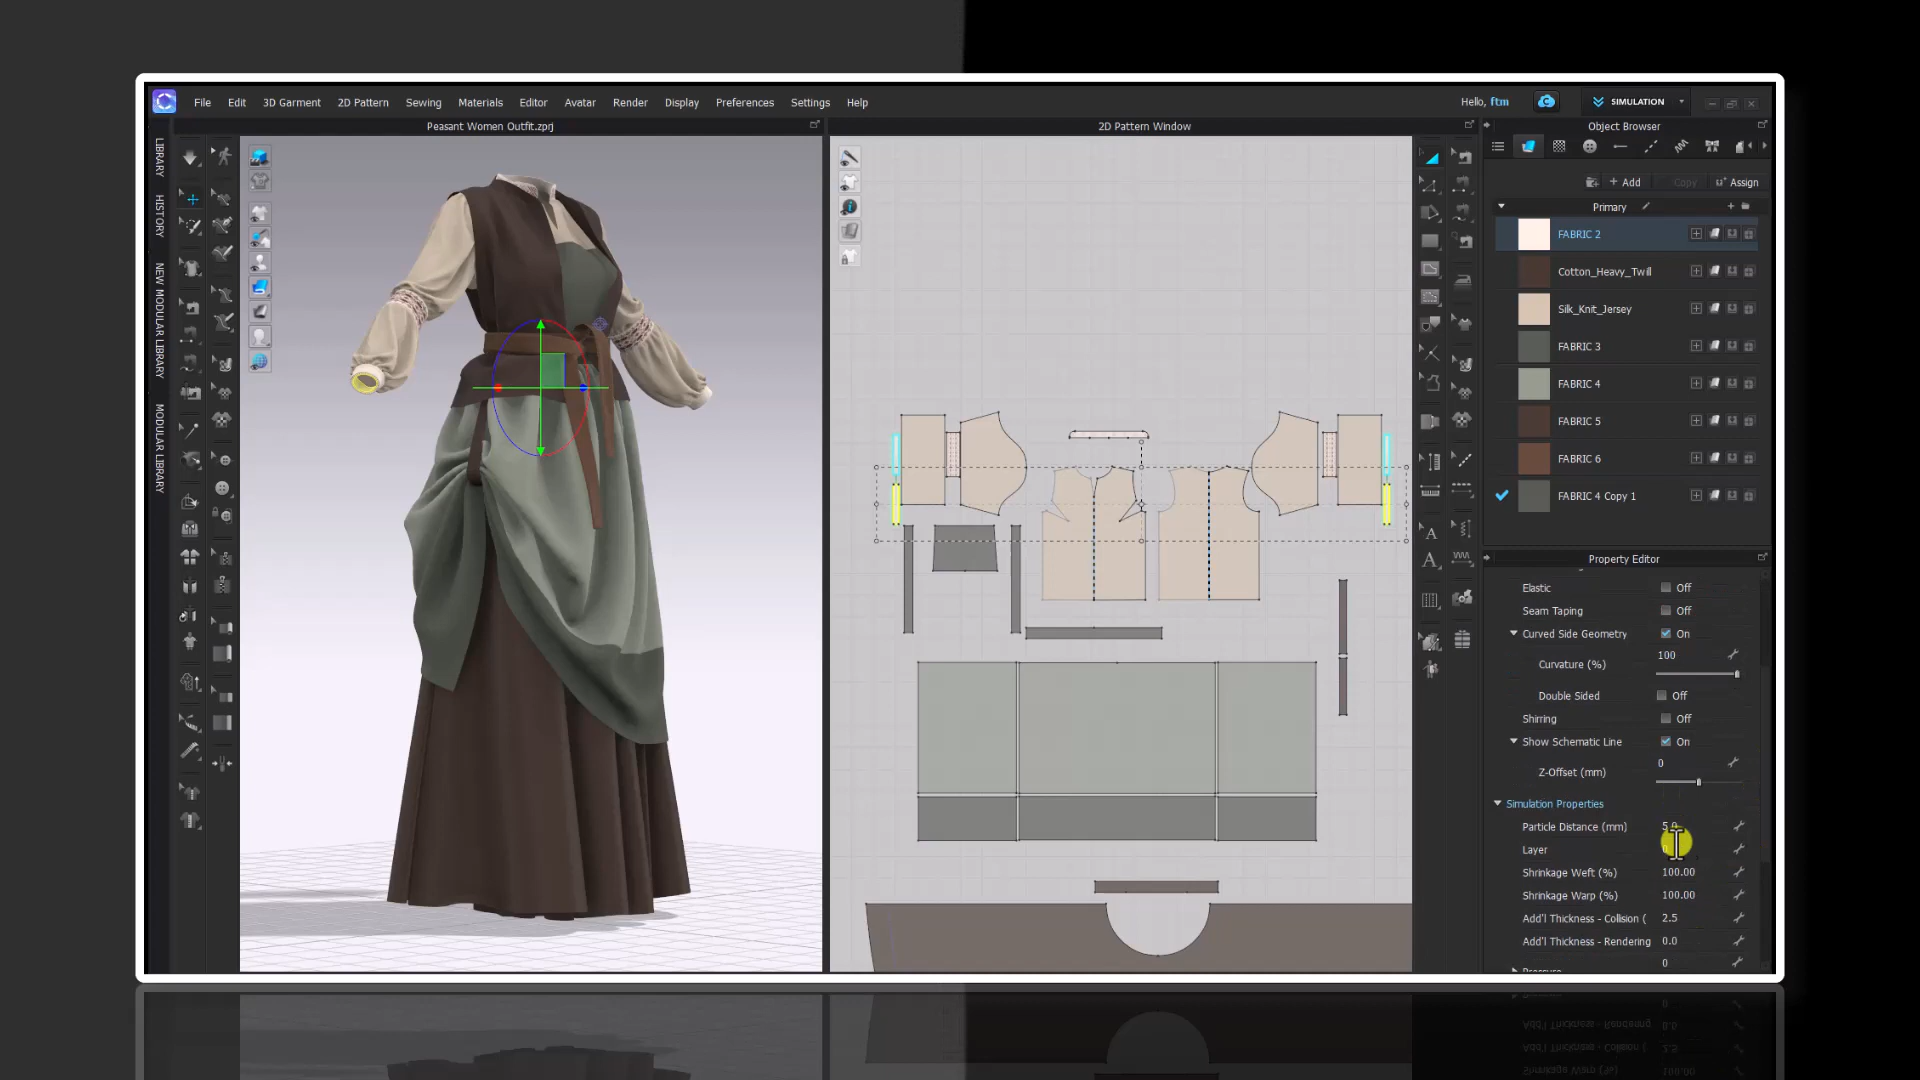 File Edit 3D Garment 2D Pattern Sewing Materials Editor Avatar Render Display Preferences Settings Help
Hello, ftm
SIMULATION
Peasant Women Outfit.zprj
2D Pattern Window
Object Browser
LIBRARY
HISTORY
NEW MODULAR LIBRARY
MODULAR LIBRARY
+ Add
Copy
Assign
Primary
FABRIC 2
Cotton_Heavy_Twill
Silk_Knit_Jersey
FABRIC 3
FABRIC 4
FABRIC 5
FABRIC 6
FABRIC 4 Copy 1
Property Editor
Elastic Off
Seam Taping Off
Curved Side Geometry On
Curvature (%) 100
Double Sided Off
Shirring Off
Show Schematic Line On
Z-Offset (mm) 0
Simulation Properties
Particle Distance (mm)
Layer
Shrinkage Weft (%) 100.00
Shrinkage Warp (%) 100.00
Add'l Thickness - Collision ( 2.5
Add'l Thickness - Rendering 0.0
Pressure 0